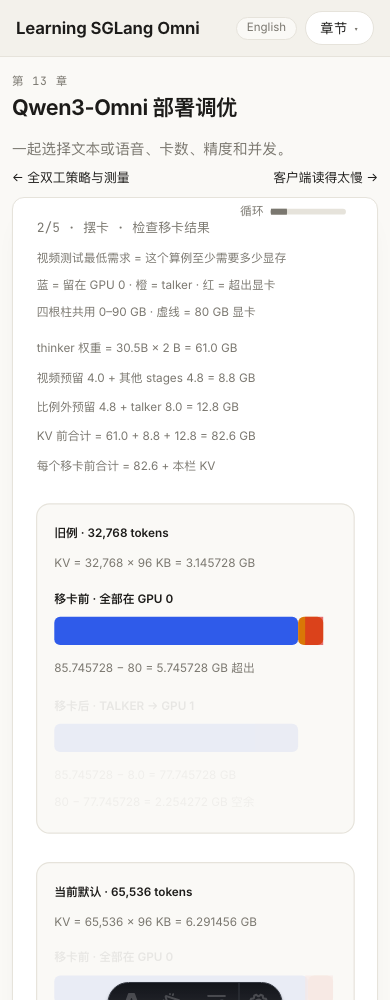 Learning SGLang Omni
English
章节
第 13 章
Qwen3-Omni 部署调优
一起选择文本或语音、卡数、精度和并发。
← 全双工策略与测量
客户端读得太慢 →
循环
2/5 · 摆卡 · 检查移卡结果
视频测试最低需求 = 这个算例至少需要多少显存
蓝 = 留在 GPU 0 · 橙 = talker · 红 = 超出显卡
四根柱共用 0–90 GB · 虚线 = 80 GB 显卡
thinker 权重 = 30.5B × 2 B = 61.0 GB
视频预留 4.0 + 其他 stages 4.8 = 8.8 GB
比例外预留 4.8 + talker 8.0 = 12.8 GB
KV 前合计 = 61.0 + 8.8 + 12.8 = 82.6 GB
每个移卡前合计 = 82.6 + 本栏 KV
旧例 · 32,768 tokens
KV = 32,768 × 96 KB = 3.145728 GB
移卡前 · 全部在 GPU 0
85.745728 − 80 = 5.745728 GB 超出
移卡后 · TALKER → GPU 1
85.745728 − 8.0 = 77.745728 GB
80 − 77.745728 = 2.254272 GB 空余
当前默认 · 65,536 tokens
KV = 65,536 × 96 KB = 6.291456 GB
移卡前 · 全部在 GPU 0